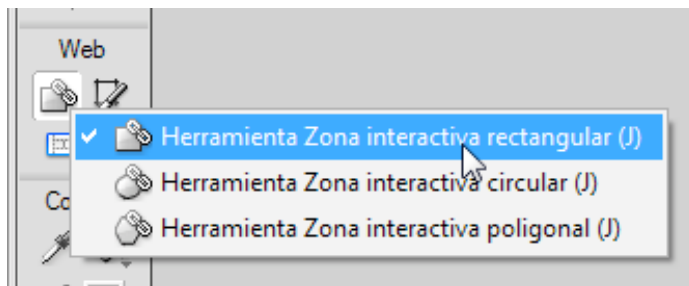 Web
Herramienta Zona interactiva rectangular (J)
Herramienta Zona interactiva circular (J)
Herramienta Zona interactiva poligonal (J)